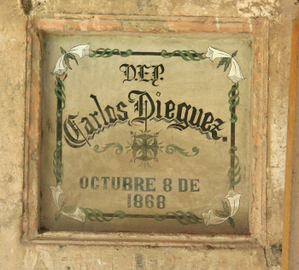 D.E.P.
Carlos Dieguez.
OCTUBRE 8 DE
1868